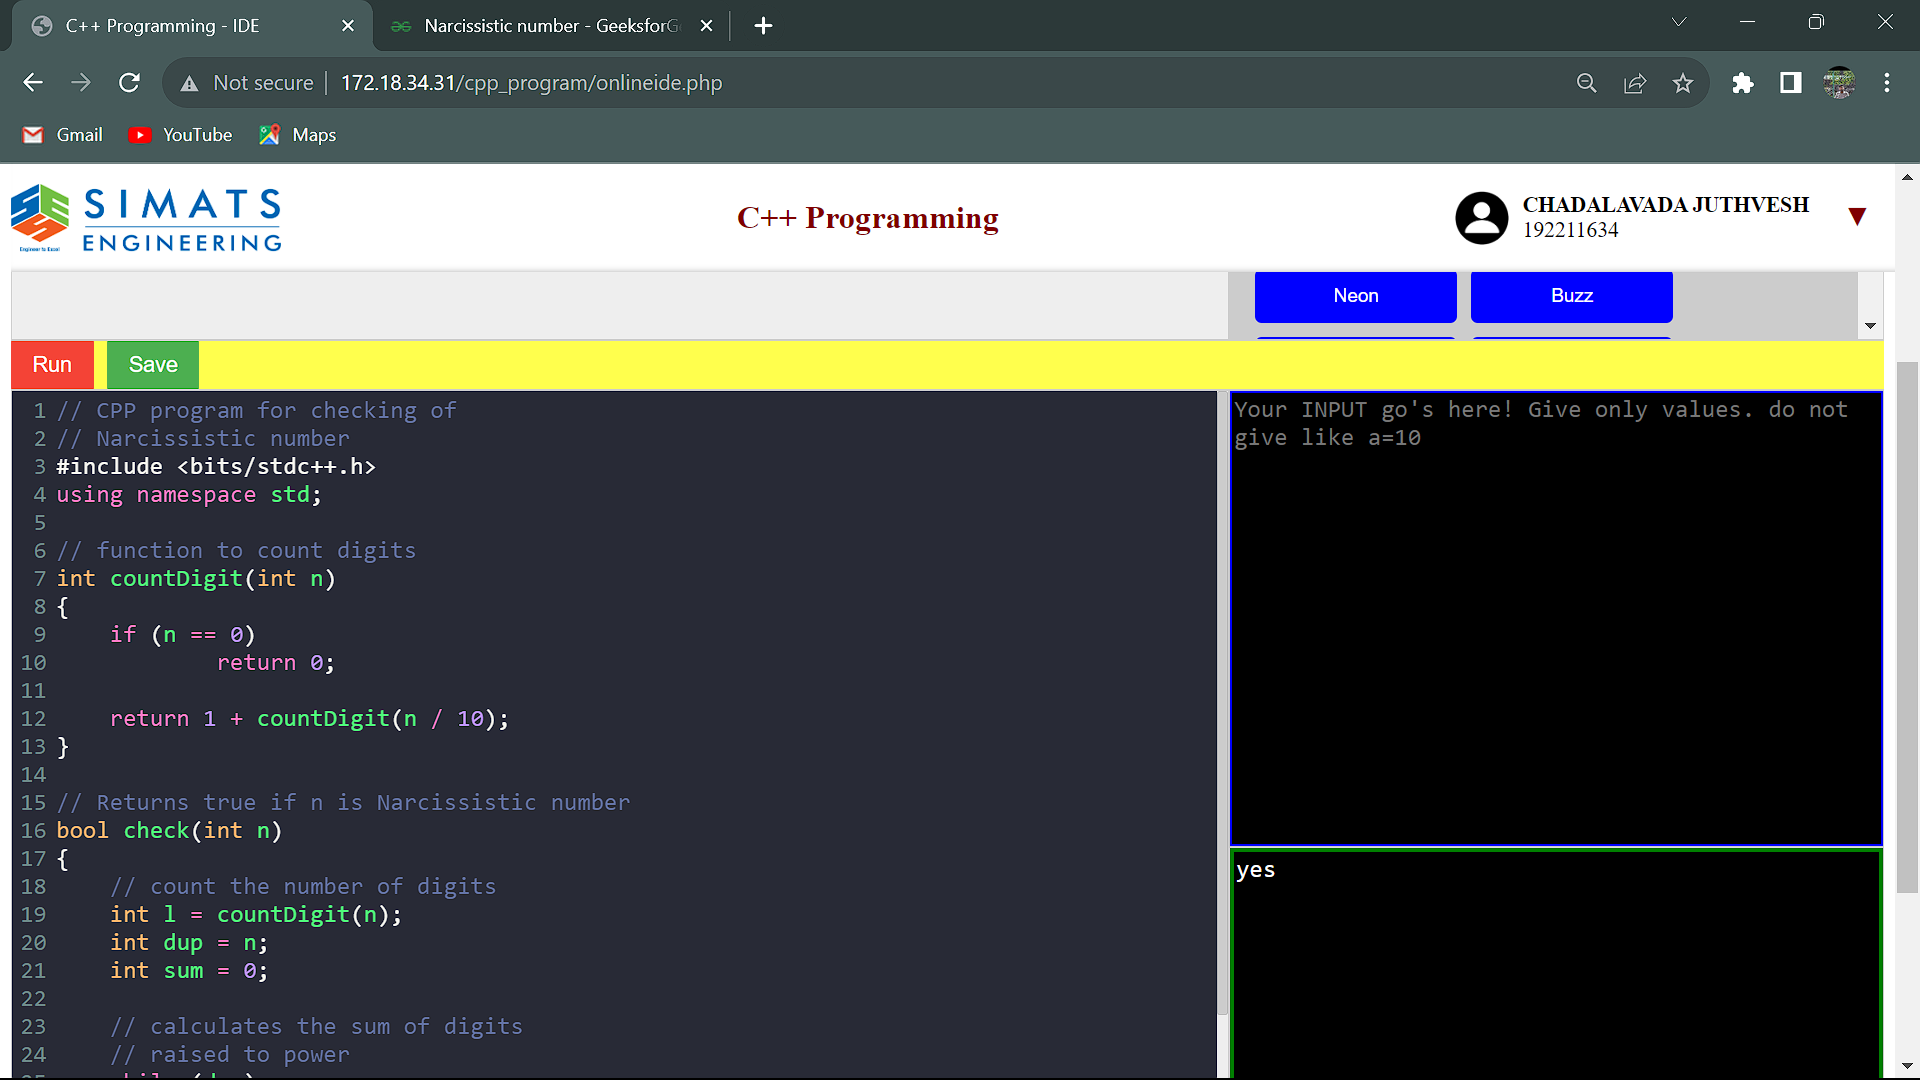 C++ Programming - IDE
Narcissistic number - GeeksforG
Not secure
172.18.34.31/cpp_program/onlineide.php
Gmail
YouTube
Maps
SIMATS
ENGINEERING
Engineer to Excel
C++ Programming
CHADALAVADA JUTHVESH
192211634
Neon
Buzz
Run
Save
1 // CPP program for checking of
2 // Narcissistic number
3 #include <bits/stdc++.h>
4 using namespace std;
5
6 // function to count digits
7 int countDigit(int n)
8 {
9 if (n == 0)
10 return 0;
11
12 return 1 + countDigit(n / 10);
13 }
14
15 // Returns true if n is Narcissistic number
16 bool check(int n)
17 {
18 // count the number of digits
19 int l = countDigit(n);
20 int dup = n;
21 int sum = 0;
22
23 // calculates the sum of digits
24 // raised to power
Your INPUT go's here! Give only values. do not
give like a=10
yes